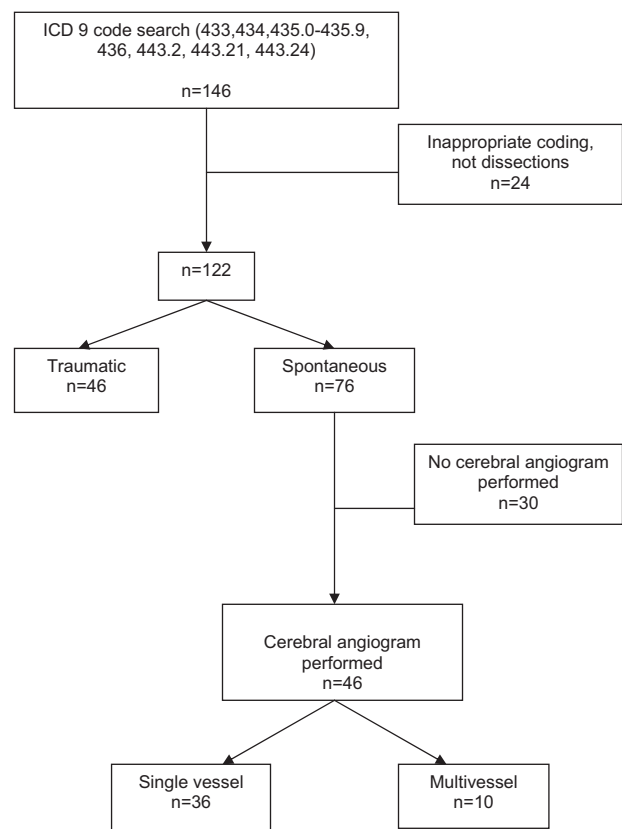 ICD 9 code search (433,434,435.0-435.9,
436, 443.2, 443.21, 443.24)
n=146
Inappropriate coding,
not dissections
n=24
n=122
Traumatic
n=46
Spontaneous
n=76
No cerebral angiogram
performed
n=30
Cerebral angiogram
performed
n=46
Single vessel
n=36
Multivessel
n=10